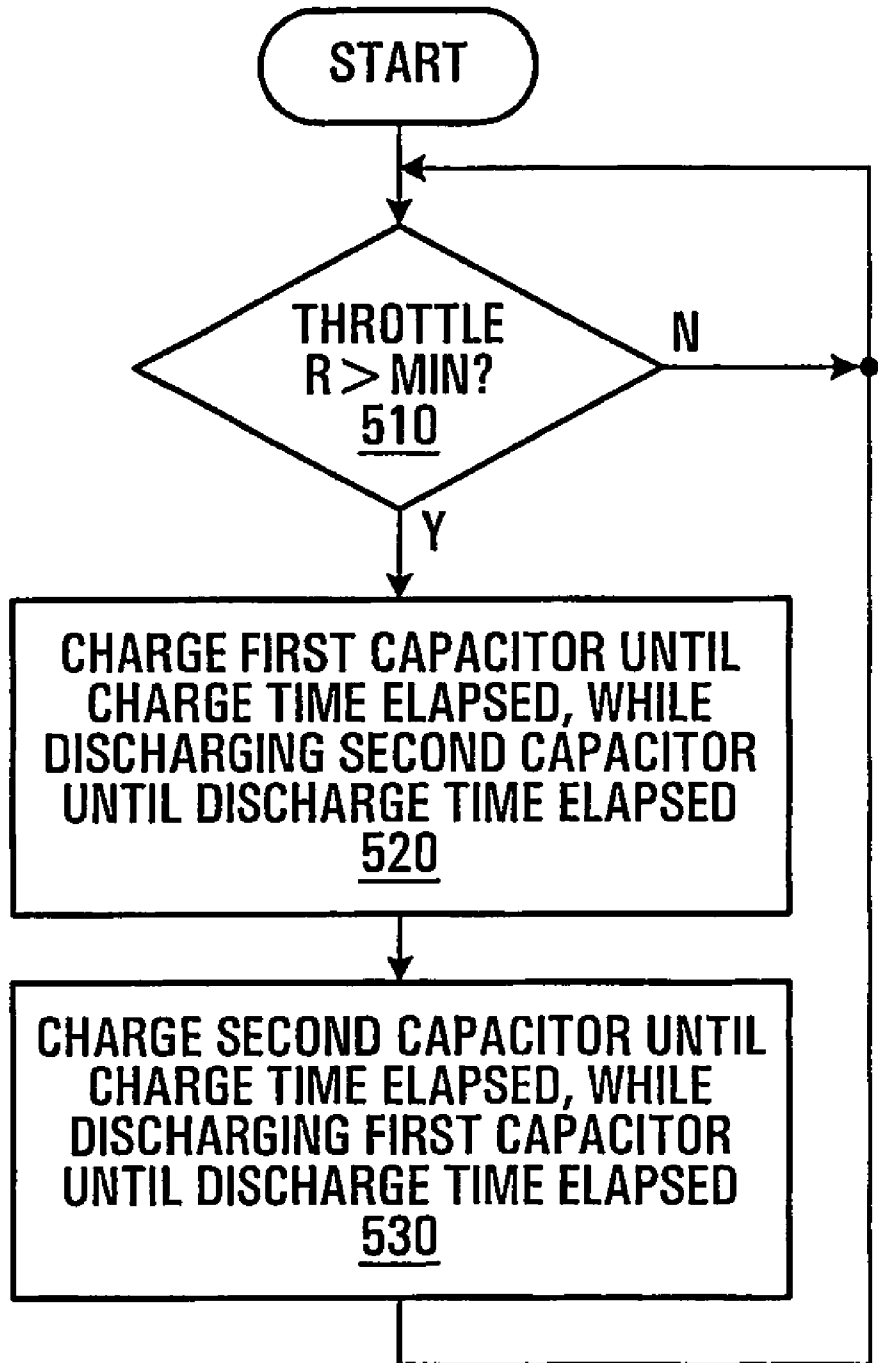 START
THROTTLE
R > MIN?
510
N
Y
CHARGE FIRST CAPACITOR UNTIL
CHARGE TIME ELAPSED, WHILE
DISCHARGING SECOND CAPACITOR
UNTIL DISCHARGE TIME ELAPSED
520
CHARGE SECOND CAPACITOR UNTIL
CHARGE TIME ELAPSED, WHILE
DISCHARGING FIRST CAPACITOR
UNTIL DISCHARGE TIME ELAPSED
530